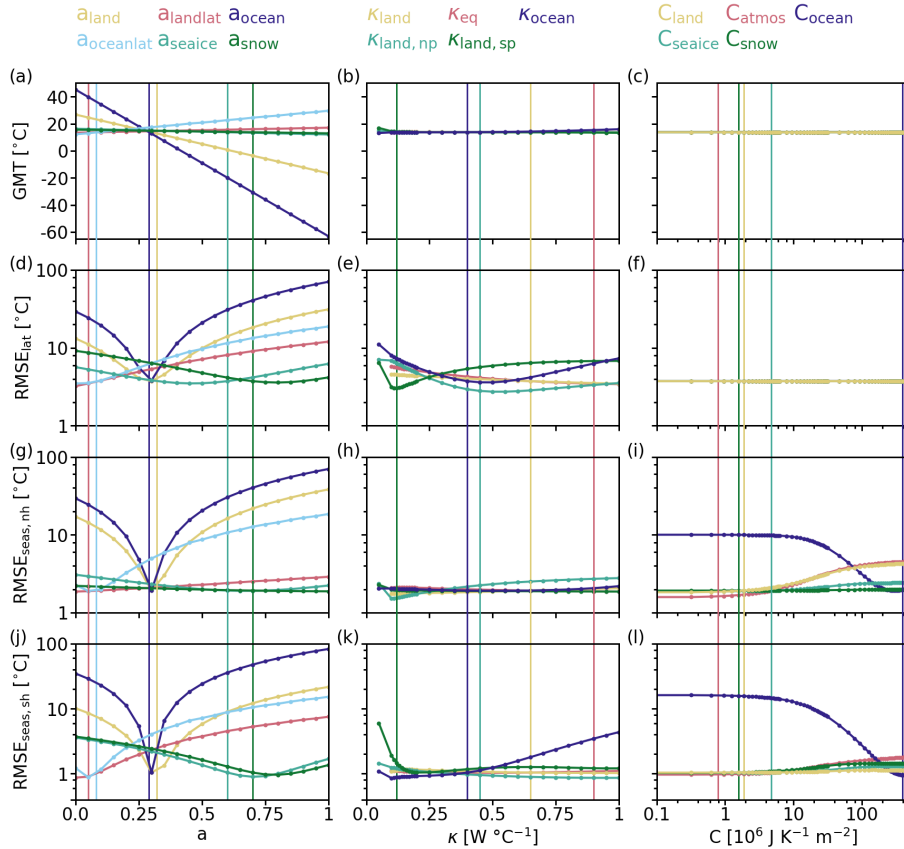 a_land a_landlat a_ocean κ_land κ_eq κ_ocean C_land C_atmos C_ocean
a_oceanlat a_seaice a_snow κ_land,np κ_land,sp C_seaice C_snow
(a) (b) (c)
40
20
0
-20
-40
-60
GMT [°C]
(d) (e) (f)
100
10
1
RMSE_lat [°C]
(g) (h) (i)
100
10
1
RMSE_seas,nh [°C]
(j) (k) (l)
100
10
1
RMSE_seas,sh [°C]
0 0.25 0.50 0.75 1 0.0 0.25 0.50 0.75 1 0.1 1 10 100
a κ [W °C⁻¹] C [10⁶ J K⁻¹ m⁻²]